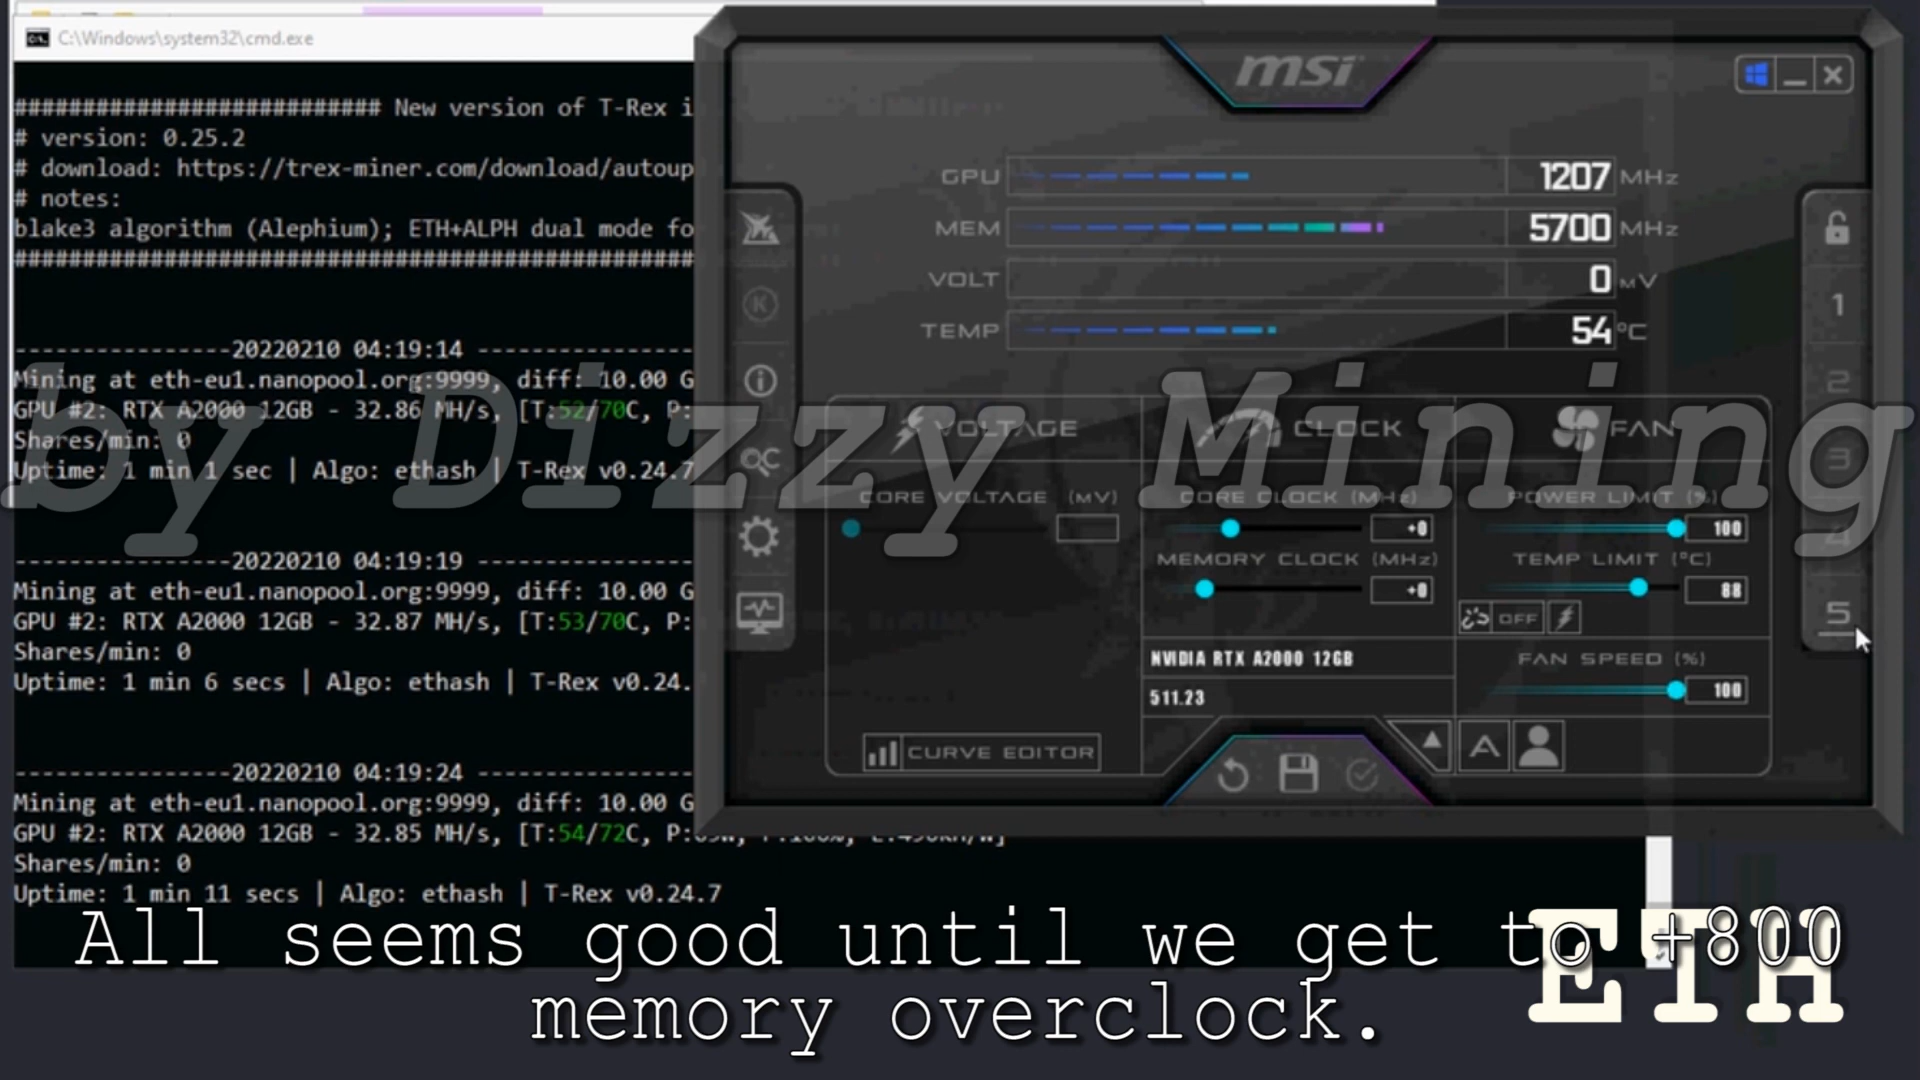 C:\Windows\system32\cmd.exe
########################### New version of T-Rex i
# version: 0.25.2
# download: https://trex-miner.com/download/autoup
# notes:
blake3 algorithm (Alephium); ETH+ALPH dual mode fo
##################################################
----------------20220210 04:19:14 ----------------
Mining at eth-eu1.nanopool.org:9999, diff: 10.00 G
GPU #2: RTX A2000 12GB - 32.86 MH/s, [T:52/70C, P:
Shares/min: 0
Uptime: 1 min 1 sec | Algo: ethash | T-Rex v0.24.7
----------------20220210 04:19:19 ----------------
Mining at eth-eu1.nanopool.org:9999, diff: 10.00 G
GPU #2: RTX A2000 12GB - 32.87 MH/s, [T:53/70C, P:
Shares/min: 0
Uptime: 1 min 6 secs | Algo: ethash | T-Rex v0.24.
----------------20220210 04:19:24 ----------------
Mining at eth-eu1.nanopool.org:9999, diff: 10.00 G
GPU #2: RTX A2000 12GB - 32.85 MH/s, [T:54/72C, P:
Shares/min: 0
Uptime: 1 min 11 secs | Algo: ethash | T-Rex v0.24.7
msi
GPU 1207 MHz
MEM 5700 MHz
VOLT 0 mV
TEMP 54 °C
VOLTAGE
CORE VOLTAGE (MV)
CLOCK
CORE CLOCK (MHz)
+0
MEMORY CLOCK (MHz)
+0
FAN
POWER LIMIT (%)
100
TEMP LIMIT (°C)
88
OFF
FAN SPEED (%)
100
NVIDIA RTX A2000 12GB
511.23
CURVE EDITOR
A
K
OC
1
2
3
4
5
by Dizzy Mining
All seems good until we get to +800
memory overclock.
ETH